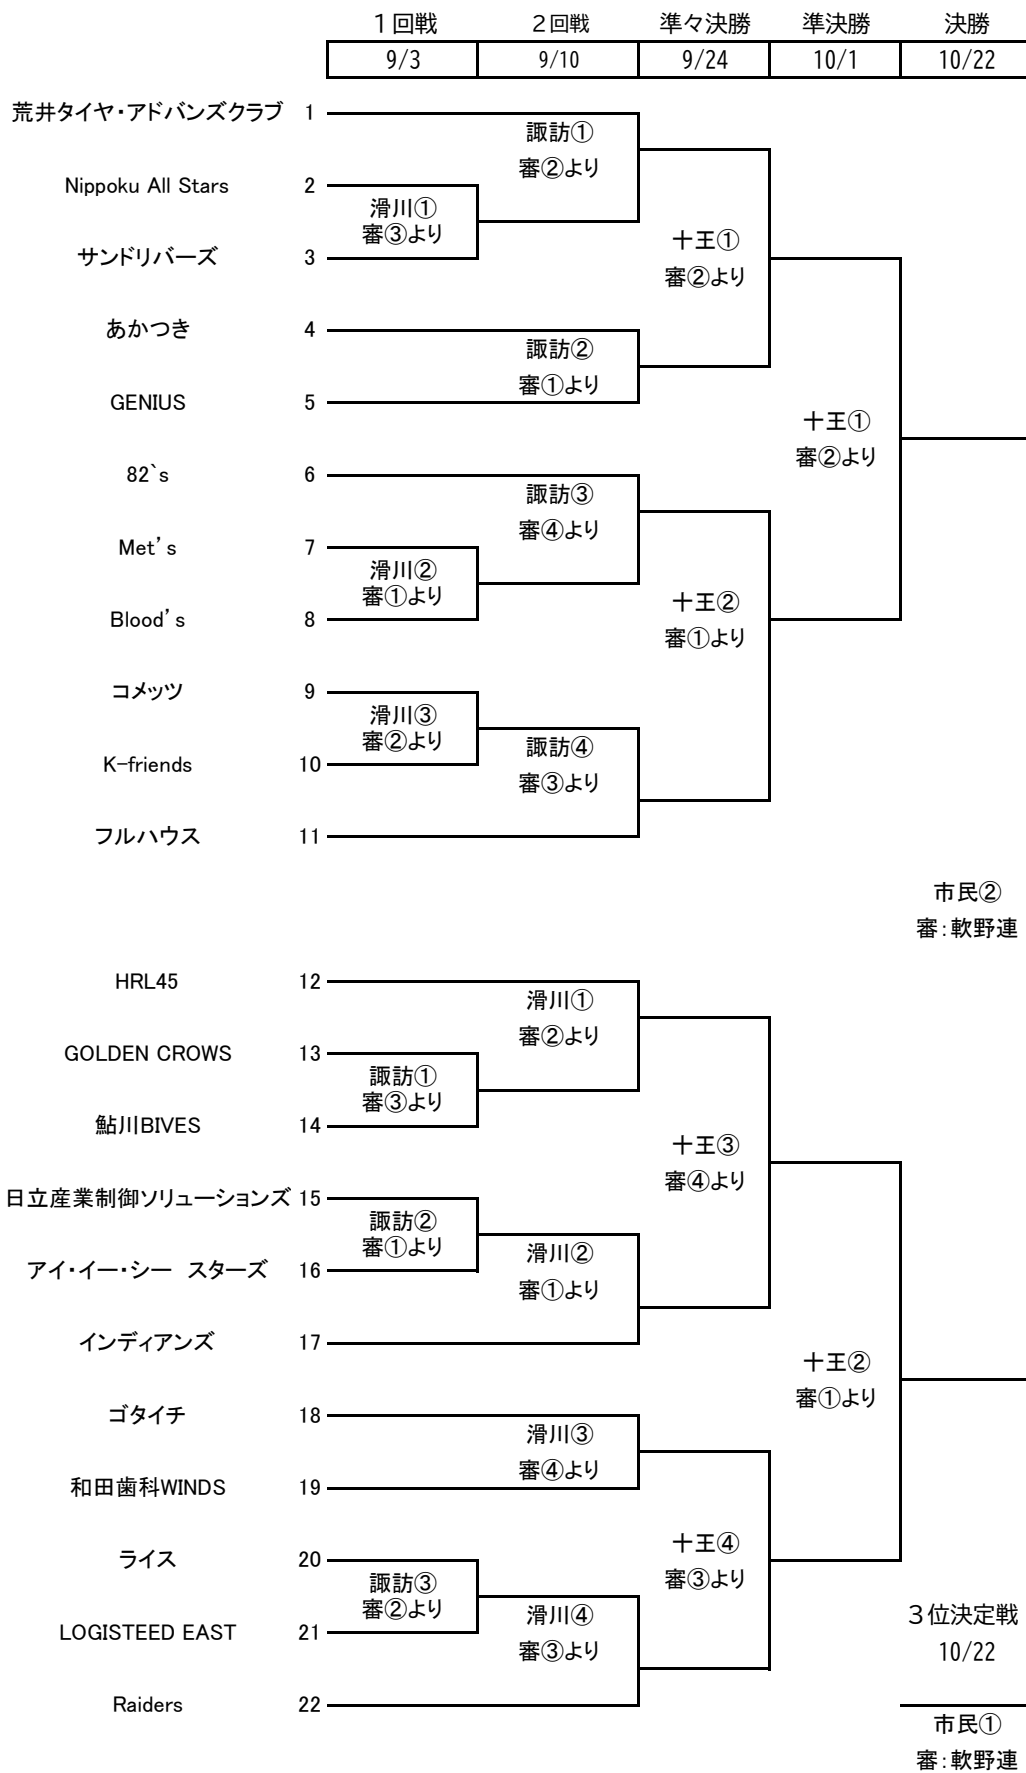 １回戦 ２回戦 準々決勝 準決勝 決勝
9/3 9/10 9/24 10/1 10/22
荒井タイヤ・アドバンズクラブ 1
諏訪①
審②より
Nippoku All Stars 2
滑川①
審③より
サンドリバーズ 3
十王①
審②より
あかつき 4
諏訪②
審①より
GENIUS 5
十王①
審②より
82`s 6
諏訪③
審④より
Met’s 7
滑川②
審①より
Blood’s 8
十王②
審①より
コメッツ 9
滑川③
審②より
K-friends 10
諏訪④
審③より
フルハウス 11
市民②
審：軟野連
HRL45 12
滑川①
審②より
GOLDEN CROWS 13
諏訪①
審③より
鮎川BIVES 14
十王③
審④より
日立産業制御ソリューションズ 15
諏訪②
審①より
アイ・イー・シー　スターズ 16
滑川②
審①より
インディアンズ 17
十王②
審①より
ゴタイチ 18
滑川③
審④より
和田歯科WINDS 19
十王④
審③より
ライス 20
諏訪③
審②より
LOGISTEED EAST 21
滑川④
審③より
３位決定戦
10/22
Raiders 22
市民①
審：軟野連